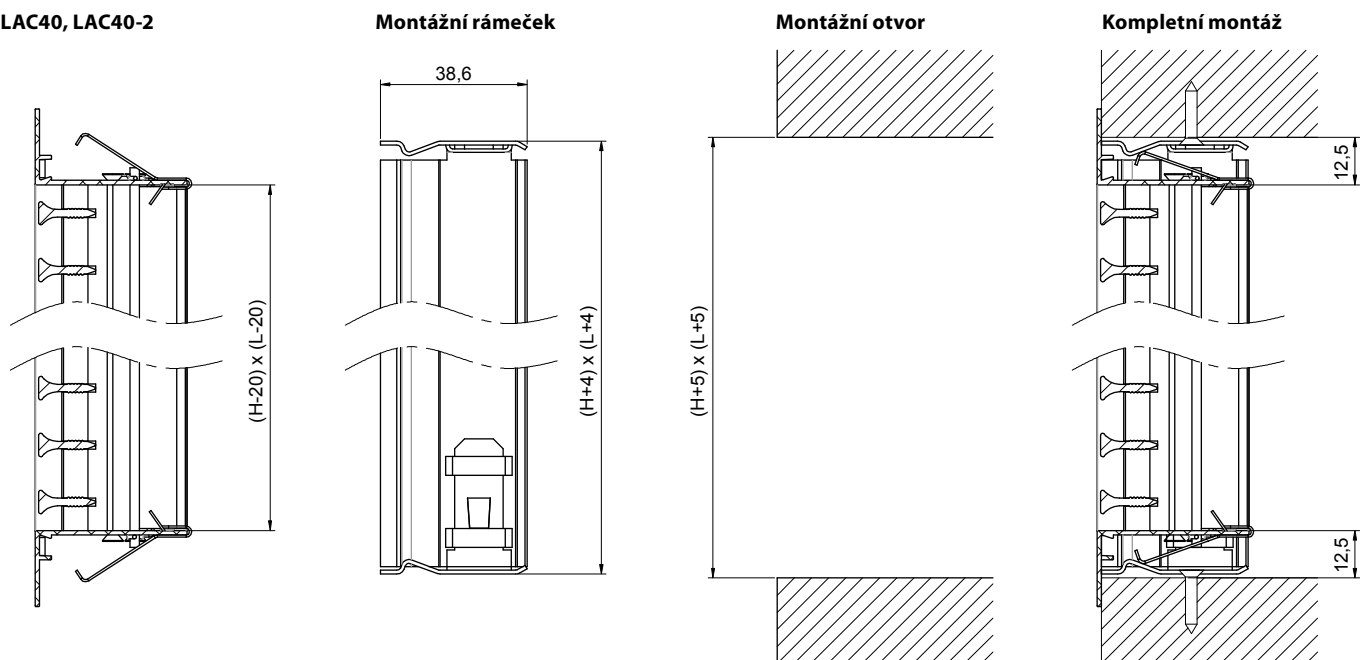 LAC40, LAC40-2
Montážní rámeček
Montážní otvor
Kompletní montáž
38,6
(H-20) x (L-20)
(H+4) x (L+4)
(H+5) x (L+5)
12,5
12,5